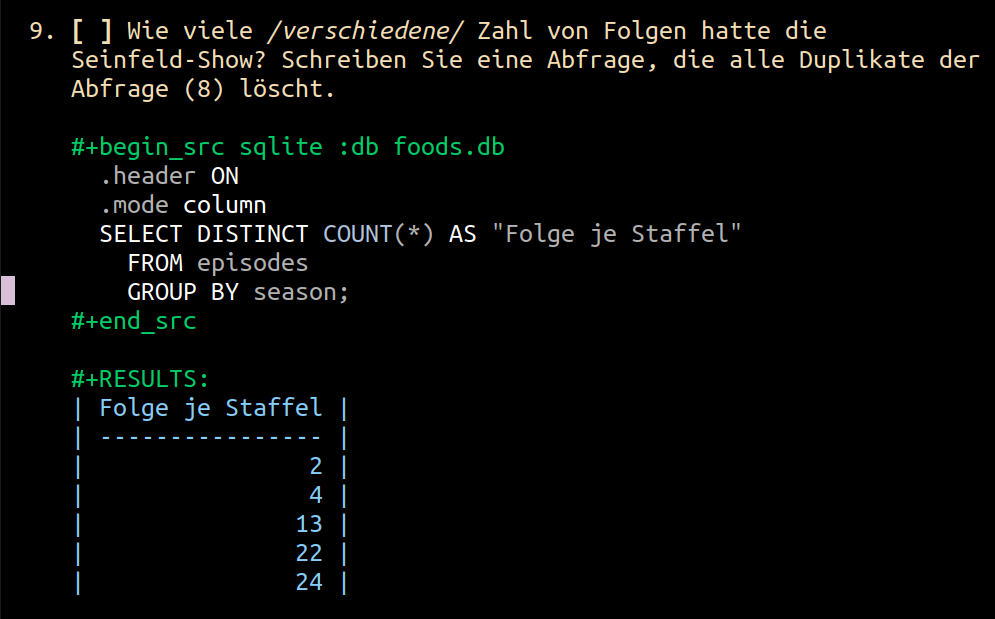 9. [ ] Wie viele /verschiedene/ Zahl von Folgen hatte die
Seinfeld-Show? Schreiben Sie eine Abfrage, die alle Duplikate der
Abfrage (8) löscht.
#+begin_src sqlite :db foods.db
.header ON
.mode column
SELECT DISTINCT COUNT(*) AS "Folge je Staffel"
FROM episodes
GROUP BY season;
#+end_src
#+RESULTS:
| Folge je Staffel |
| ---------------- |
| 2 |
| 4 |
| 13 |
| 22 |
| 24 |